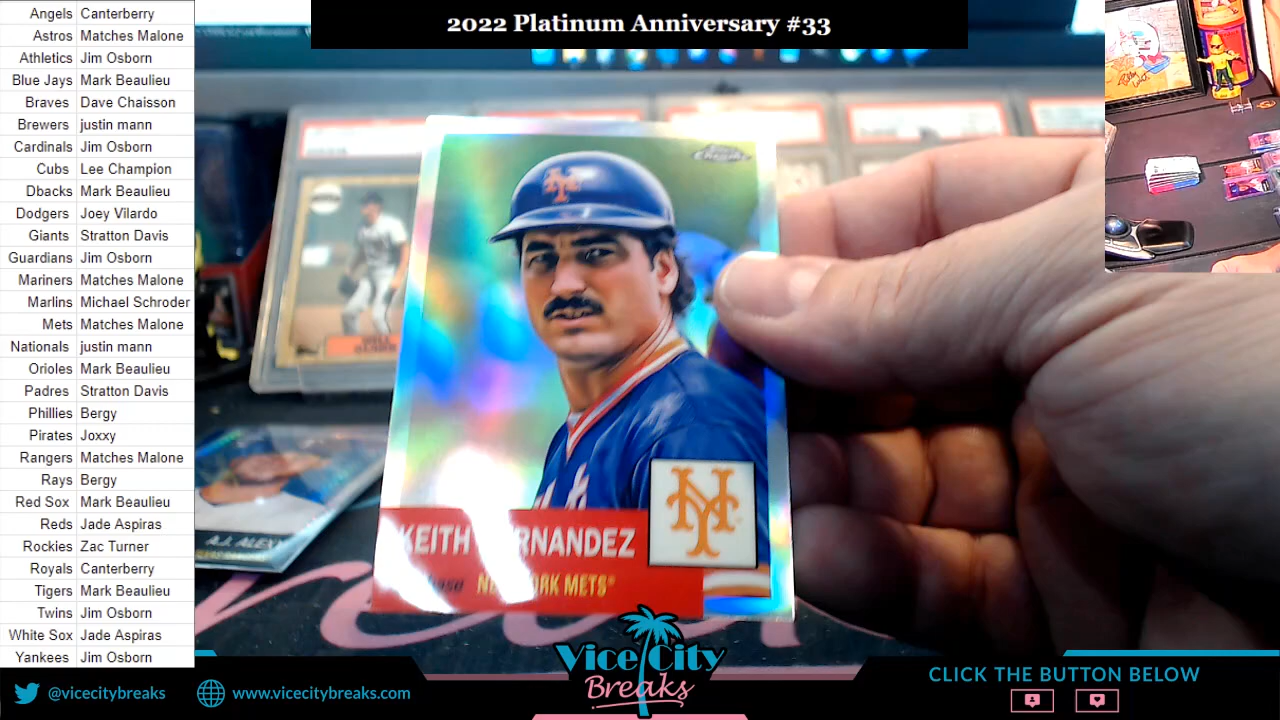 2022 Platinum Anniversary #33
Angels Canterberry
Astros Matches Malone
Athletics Jim Osborn
Blue Jays Mark Beaulieu
Braves Dave Chaisson
Brewers justin mann
Cardinals Jim Osborn
Cubs Lee Champion
Dbacks Mark Beaulieu
Dodgers Joey Vilardo
Giants Stratton Davis
Guardians Jim Osborn
Mariners Matches Malone
Marlins Michael Schroder
Mets Matches Malone
Nationals justin mann
Orioles Mark Beaulieu
Padres Stratton Davis
Phillies Bergy
Pirates Joxxy
Rangers Matches Malone
Rays Bergy
Red Sox Mark Beaulieu
Reds Jade Aspiras
Rockies Zac Turner
Royals Canterberry
Tigers Mark Beaulieu
Twins Jim Osborn
White Sox Jade Aspiras
Yankees Jim Osborn
Chrome
NY
NY
KEITH HERNANDEZ
NEW YORK METS
A.J. ALEXY
Vice City
Breaks
@vicecitybreaks
www.vicecitybreaks.com
CLICK THE BUTTON BELOW